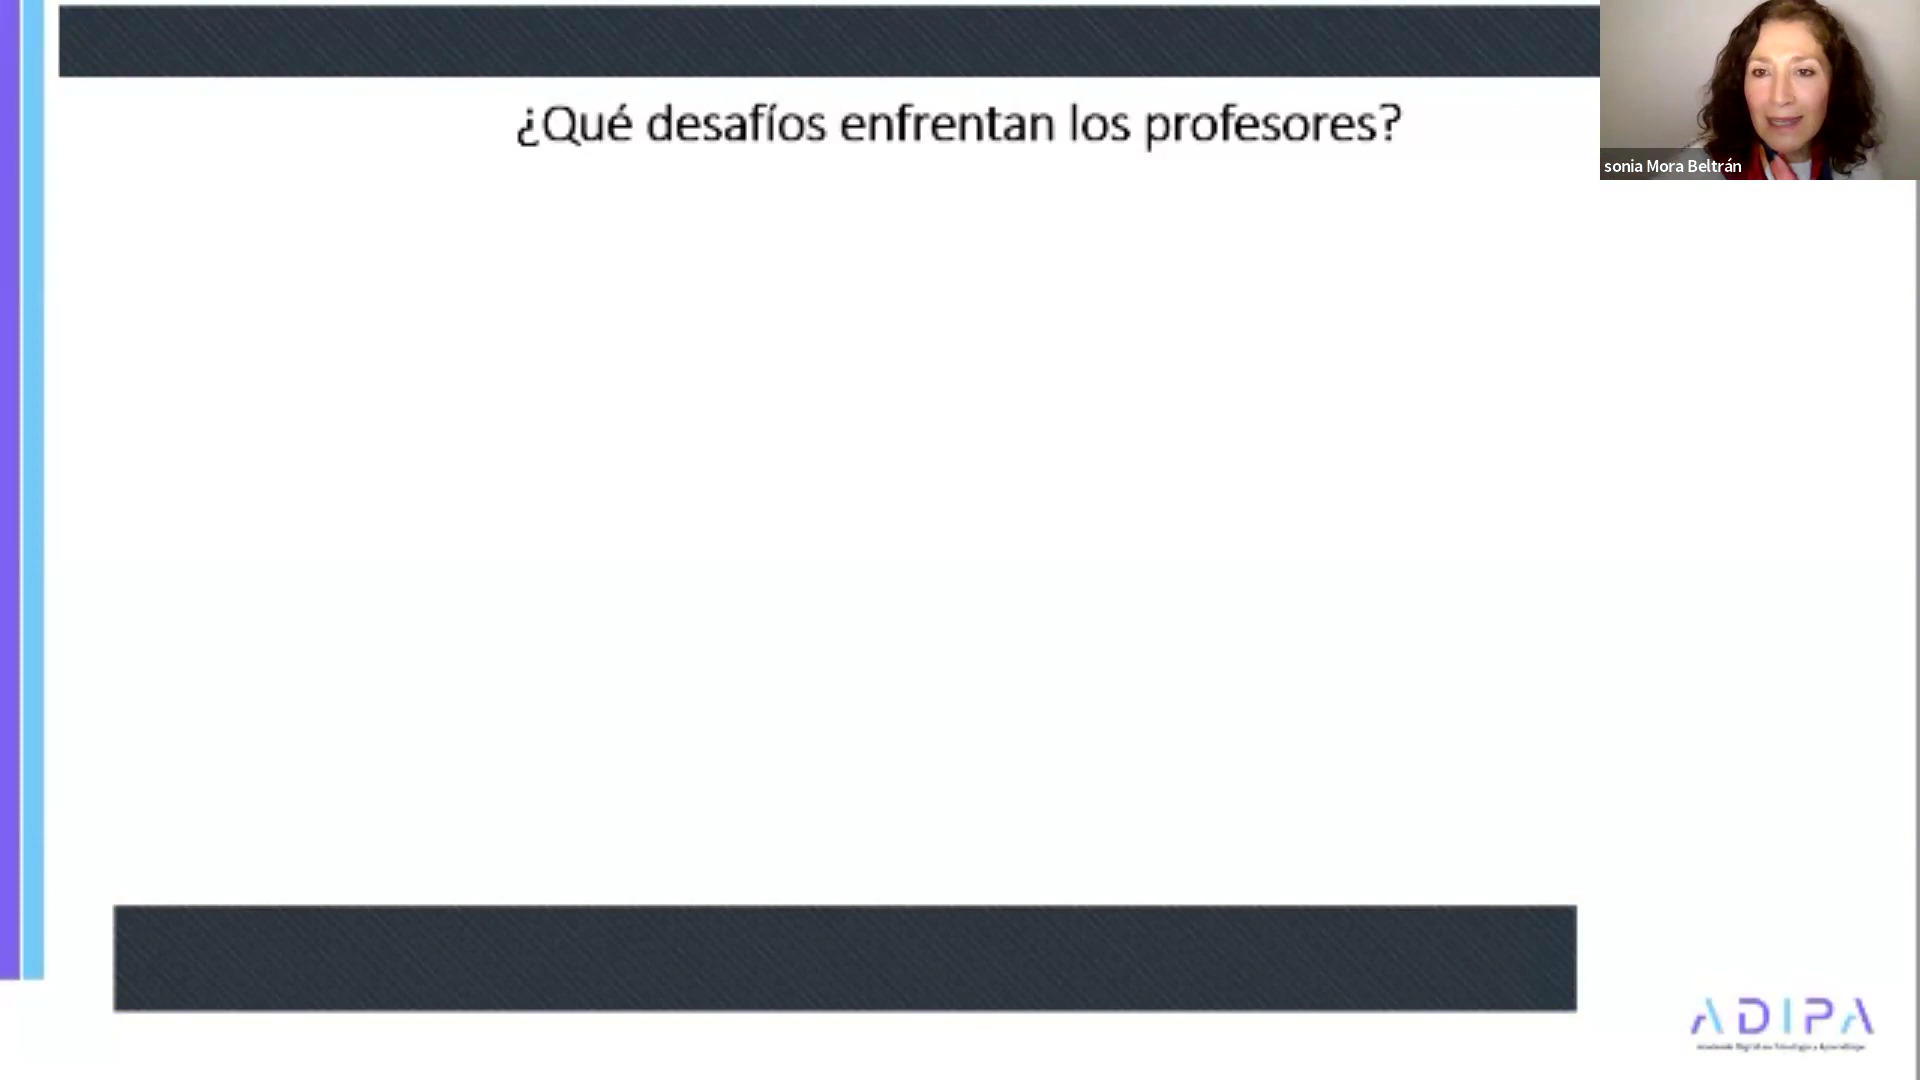 ¿Qué desafíos enfrentan los profesores?
sonia Mora Beltrán
ADIPA